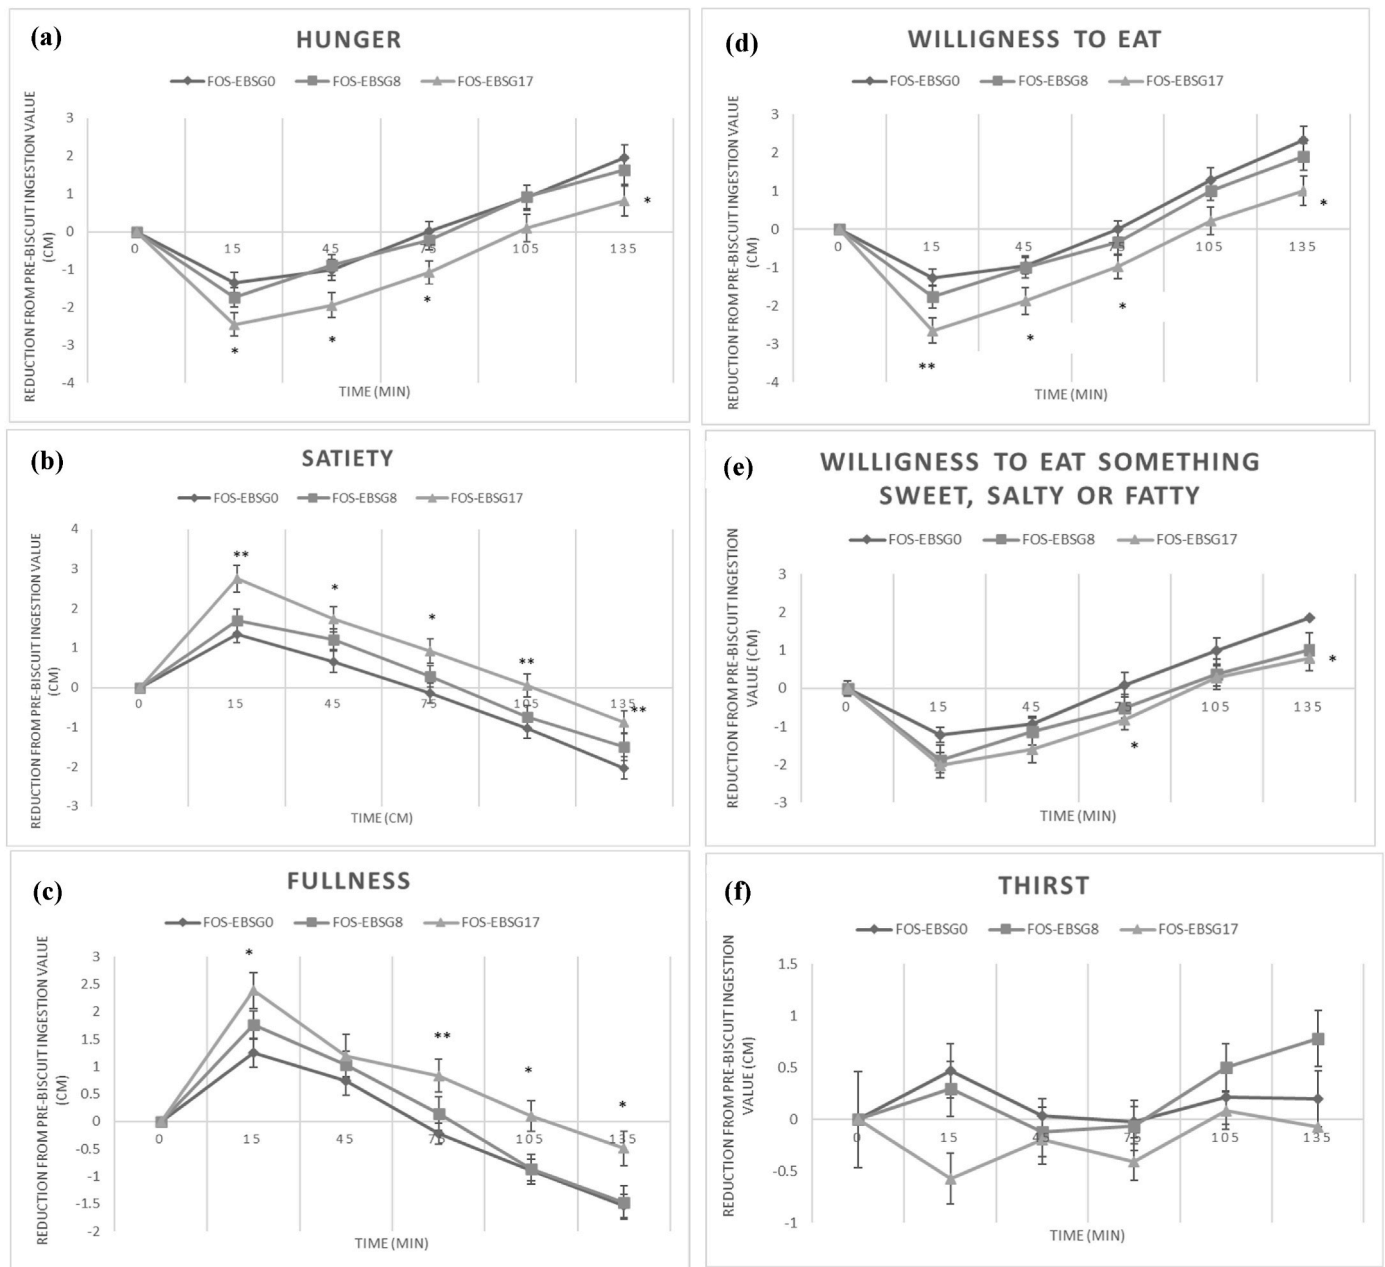 (a)
HUNGER
FOS-EBSG0 FOS-EBSG8 FOS-EBSG17
REDUCTION FROM PRE-BISCUIT INGESTION VALUE
(CM)
3
2
1
0
-1
-2
-3
-4
0 15 45 75 105 135
* * * *
TIME (MIN)
(d)
WILLIGNESS TO EAT
FOS-EBSG0 FOS-EBSG8 FOS-EBSG17
REDUCTION FROM PRE-BISCUIT INGESTION VALUE
(CM)
3
2
1
0
-1
-2
-3
-4
0 15 45 75 105 135
** * * *
TIME (MIN)
(b)
SATIETY
FOS-EBSG0 FOS-EBSG8 FOS-EBSG17
REDUCTION FROM PRE-BISCUIT INGESTION VALUE
(CM)
4
3
2
1
0
-1
-2
-3
0 15 45 75 105 135
** * * ** **
TIME (CM)
(e)
WILLIGNESS TO EAT SOMETHING
SWEET, SALTY OR FATTY
FOS-EBSG0 FOS-EBSG8 FOS-EBSG17
REDUCTION FROM PRE-BISCUIT INGESTION
VALUE (CM)
3
2
1
0
-1
-2
-3
0 15 45 75 105 135
* *
TIME (MIN)
(c)
FULLNESS
FOS-EBSG0 FOS-EBSG8 FOS-EBSG17
REDUCTION FROM PRE-BISCUIT INGESTION VALUE
(CM)
3
2.5
2
1.5
1
0.5
0
-0.5
-1
-1.5
-2
0 15 45 75 105 135
* ** * *
TIME (MIN)
(f)
THIRST
FOS-EBSG0 FOS-EBSG8 FOS-EBSG17
REDUCTION FROM PRE-BISCUIT INGESTION
VALUE (CM)
1.5
1
0.5
0
-0.5
-1
0 15 45 75 105 135
TIME (MIN)